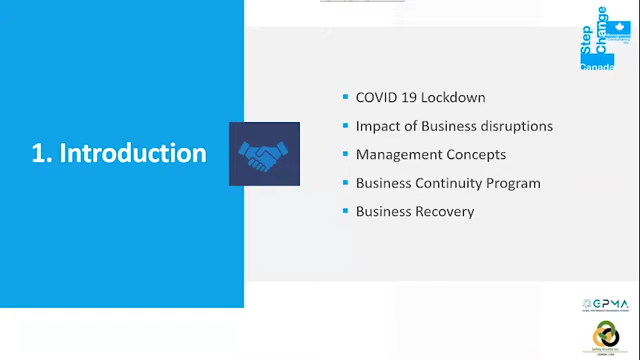 Step
Change
Canada
1. Introduction
COVID 19 Lockdown
Impact of Business disruptions
Management Concepts
Business Continuity Program
Business Recovery
GPMA